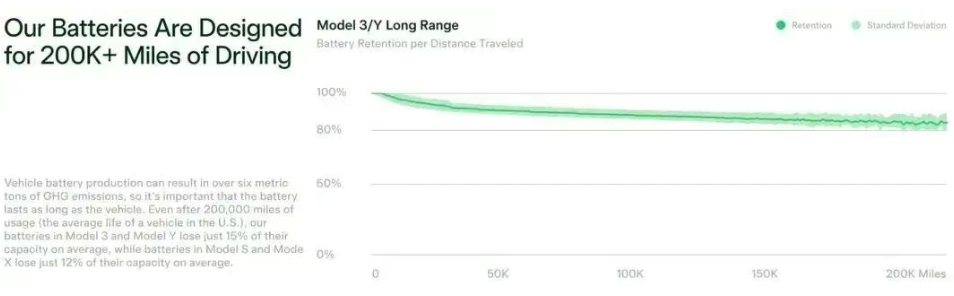 Our Batteries Are Designed
for 200K+ Miles of Driving
Vehicle battery production can result in over six metric
tons of GHG emissions, so it's important that the battery
lasts as long as the vehicle. Even after 200,000 miles of
usage (the average life of a vehicle in the U.S.), our
batteries in Model 3 and Model Y lose just 15% of their
capacity on average, while batteries in Model S and Mode
X lose just 12% of their capacity on average.
Model 3/Y Long Range
Battery Retention per Distance Traveled
Retention
Standard Deviation
100%
80%
50%
0%
0
50K
100K
150K
200K Miles